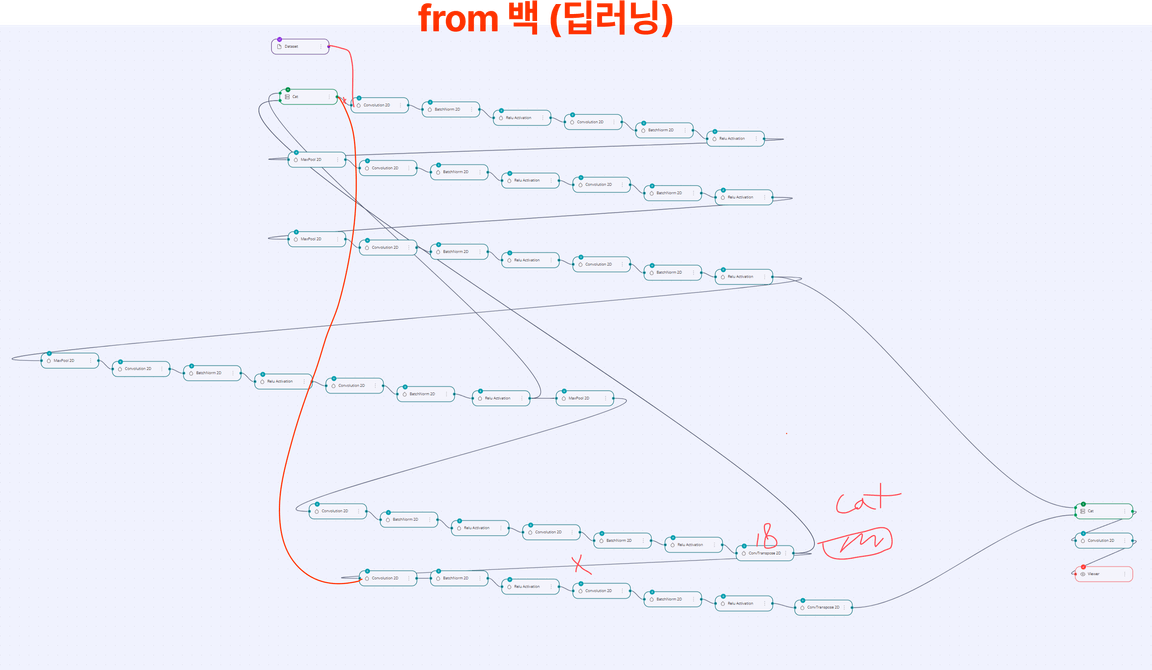 from 백 (딥러닝)
Dataset
Cat
Convolution 2D
BatchNorm 2D
Relu Activation
Convolution 2D
BatchNorm 2D
Relu Activation
MaxPool 2D
Convolution 2D
BatchNorm 2D
Relu Activation
Convolution 2D
BatchNorm 2D
Relu Activation
MaxPool 2D
Convolution 2D
BatchNorm 2D
Relu Activation
Convolution 2D
BatchNorm 2D
Relu Activation
MaxPool 2D
Convolution 2D
BatchNorm 2D
Relu Activation
Convolution 2D
BatchNorm 2D
Relu Activation
MaxPool 2D
cat
Convolution 2D
BatchNorm 2D
Relu Activation
Convolution 2D
BatchNorm 2D
Relu Activation
ConvTranspose 2D
Cat
Convolution 2D
Viewer
X
Convolution 2D
BatchNorm 2D
Relu Activation
Convolution 2D
BatchNorm 2D
Relu Activation
ConvTranspose 2D